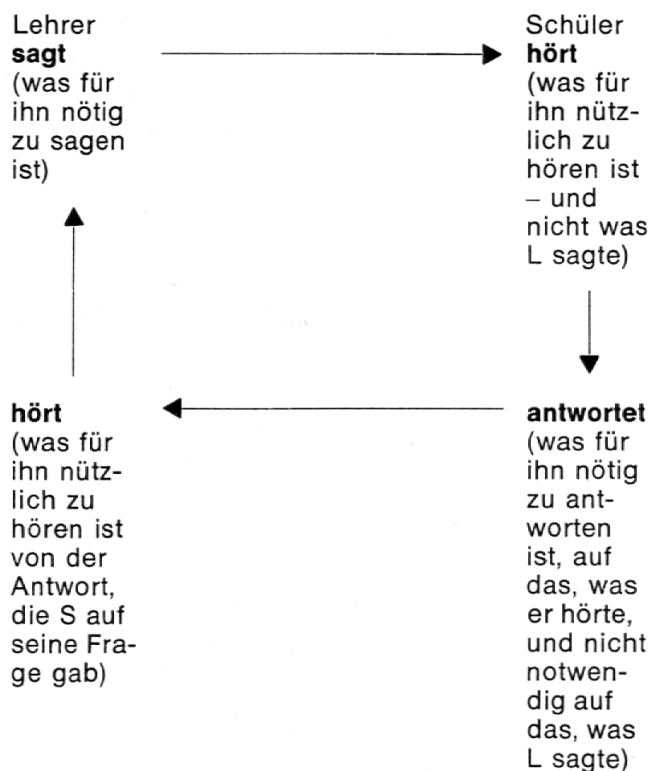 Lehrer
sagt
(was für
ihn nötig
zu sagen
ist)
Schüler
hört
(was für
ihn nütz-
lich zu
hören ist
– und
nicht was
L sagte)
hört
(was für
ihn nütz-
lich zu
hören ist
von der
Antwort,
die S auf
seine Fra-
ge gab)
antwortet
(was für
ihn nötig
zu ant-
worten
ist, auf
das, was
er hörte,
und nicht
notwen-
dig auf
das, was
L sagte)